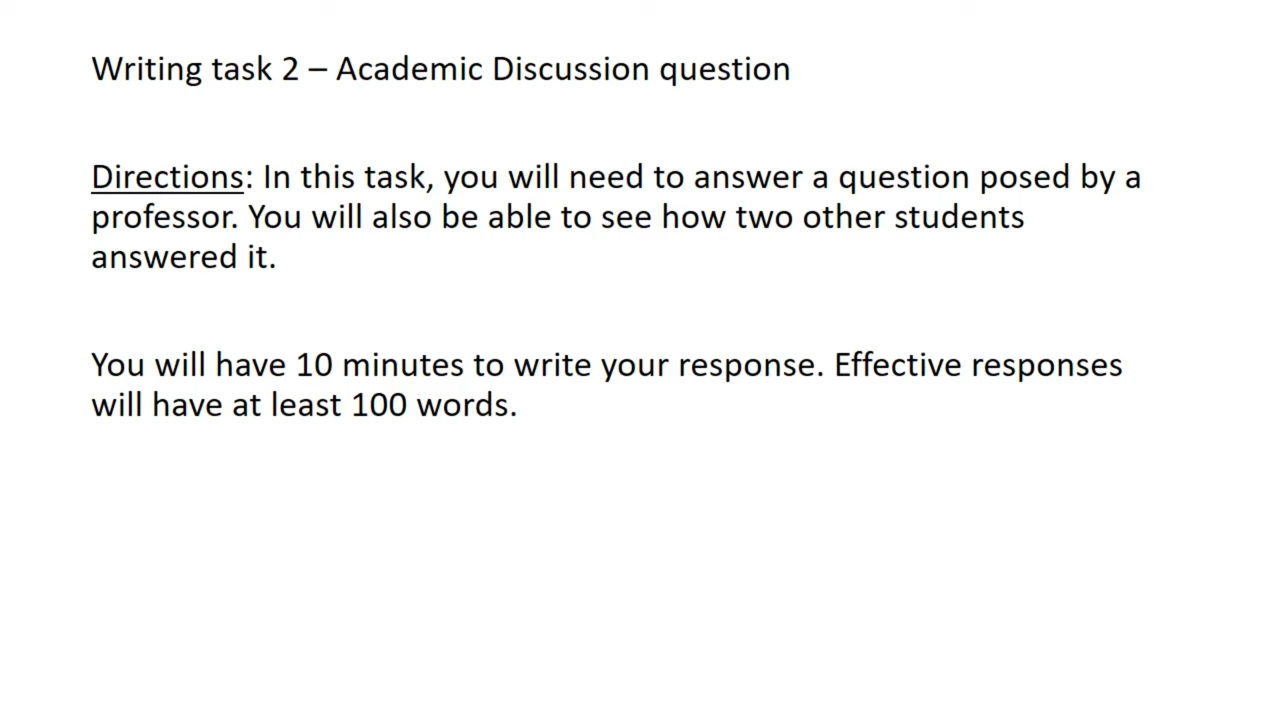 Writing task 2 – Academic Discussion question
Directions: In this task, you will need to answer a question posed by a
professor. You will also be able to see how two other students
answered it.
You will have 10 minutes to write your response. Effective responses
will have at least 100 words.